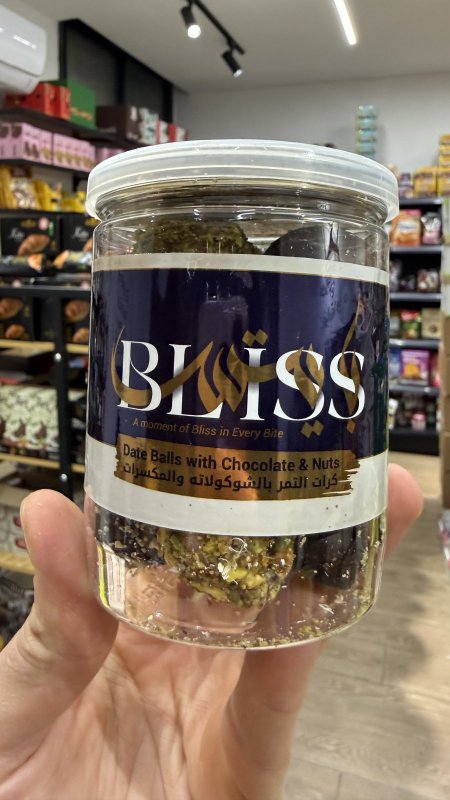 BLISS
بليس
A moment of Bliss in Every Bite
Date Balls with Chocolate & Nuts
كرات التمر بالشوكولاته والمكسرات